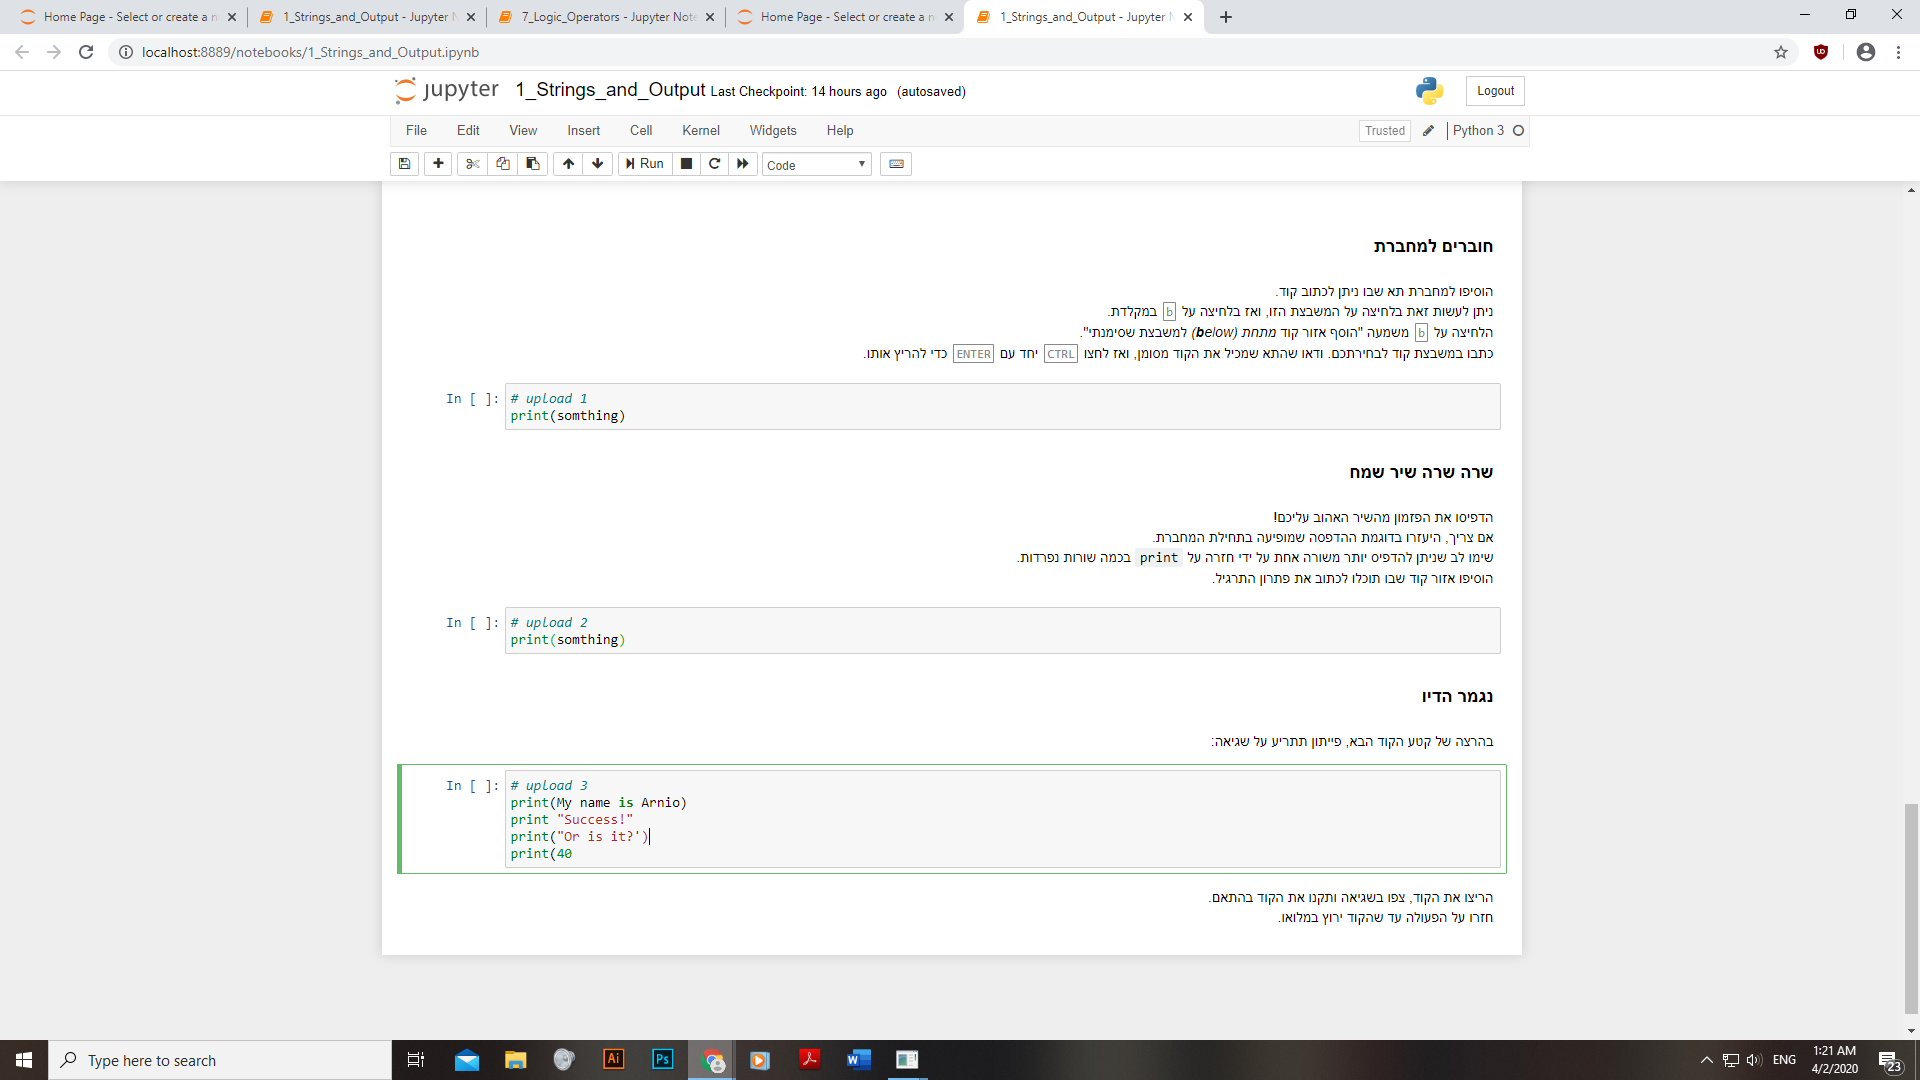 Home Page - Select or create a n
1_Strings_and_Output - Jupyter N
7_Logic_Operators - Jupyter Note
Home Page - Select or create a n
1_Strings_and_Output - Jupyter N
localhost:8889/notebooks/1_Strings_and_Output.ipynb
jupyter 1_Strings_and_Output Last Checkpoint: 14 hours ago (autosaved)
Logout
File Edit View Insert Cell Kernel Widgets Help
Trusted Python 3
Run Code
חוברים למחברת
הוסיפו למחברת תא שבו ניתן לכתוב קוד.
ניתן לעשות זאת בלחיצה על המשבצת הזו, ואז בלחיצה על b במקלדת.
הלחיצה על b משמעה "הוסף אזור קוד מתחת (below) למשבצת שסימנתי".
כתבו במשבצת קוד לבחירתכם. ודאו שהתא שמכיל את הקוד מסומן, ואז לחצו CTRL יחד עם ENTER כדי להריץ אותו.
In [ ]: # upload 1
print(somthing)
שרה שרה שיר שמח
הדפיסו את הפזמון מהשיר האהוב עליכם!
אם צריך, היעזרו בדוגמת ההדפסה שמופיעה בתחילת המחברת.
שימו לב שניתן להדפיס יותר משורה אחת על ידי חזרה על print בכמה שורות נפרדות.
הוסיפו אזור קוד שבו תוכלו לכתוב את פתרון התרגיל.
In [ ]: # upload 2
print(somthing)
נגמר הדיו
בהרצה של קטע הקוד הבא, פייתון תתריע על שגיאה:
In [ ]: # upload 3
print(My name is Arnio)
print "Success!"
print("Or is it?')
print(40
הריצו את הקוד, צפו בשגיאה ותקנו את הקוד בהתאם.
חזרו על הפעולה עד שהקוד ירוץ במלואו.
Type here to search
Ai
Ps
W
ENG
1:21 AM
4/2/2020
23